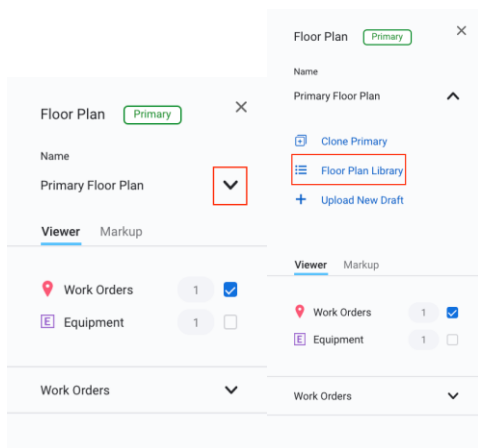 Floor Plan Primary
Name
Primary Floor Plan
Viewer Markup
Work Orders 1
E Equipment 1
Work Orders
Floor Plan Primary
Name
Primary Floor Plan
Clone Primary
Floor Plan Library
Upload New Draft
Viewer Markup
Work Orders 1
E Equipment 1
Work Orders